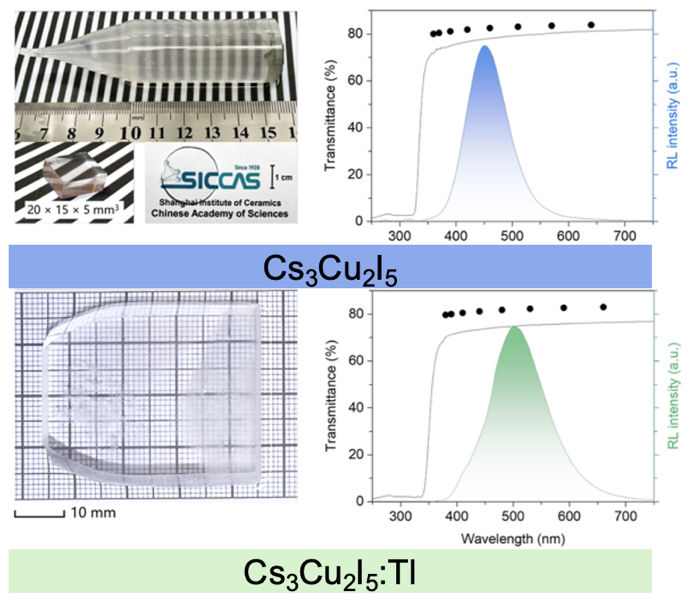 6 7 8 9 10 11 12 13 14 15 1
mm
20 × 15 × 5 mm³
Since 1928
SICCAS
Shanghai Institute of Ceramics
Chinese Academy of Sciences
1 cm
Transmittance (%)
80
60
40
20
0
300 400 500 600 700
RL intensity (a.u.)
Cs₃Cu₂I₅
10 mm
Transmittance (%)
80
60
40
20
0
300 400 500 600 700
Wavelength (nm)
RL intensity (a.u.)
Cs₃Cu₂I₅:Tl